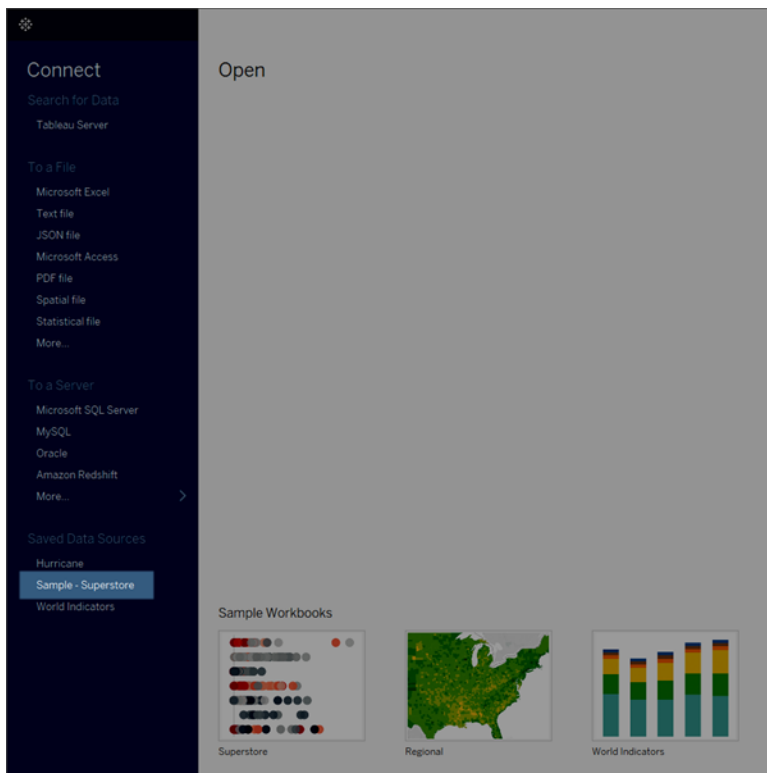 Connect
Search for Data
Tableau Server
To a File
Microsoft Excel
Text file
JSON file
Microsoft Access
PDF file
Spatial file
Statistical file
More...
To a Server
Microsoft SQL Server
MySQL
Oracle
Amazon Redshift
More...
Saved Data Sources
Hurricane
Sample - Superstore
World Indicators
Open
Sample Workbooks
Superstore
Regional
World Indicators